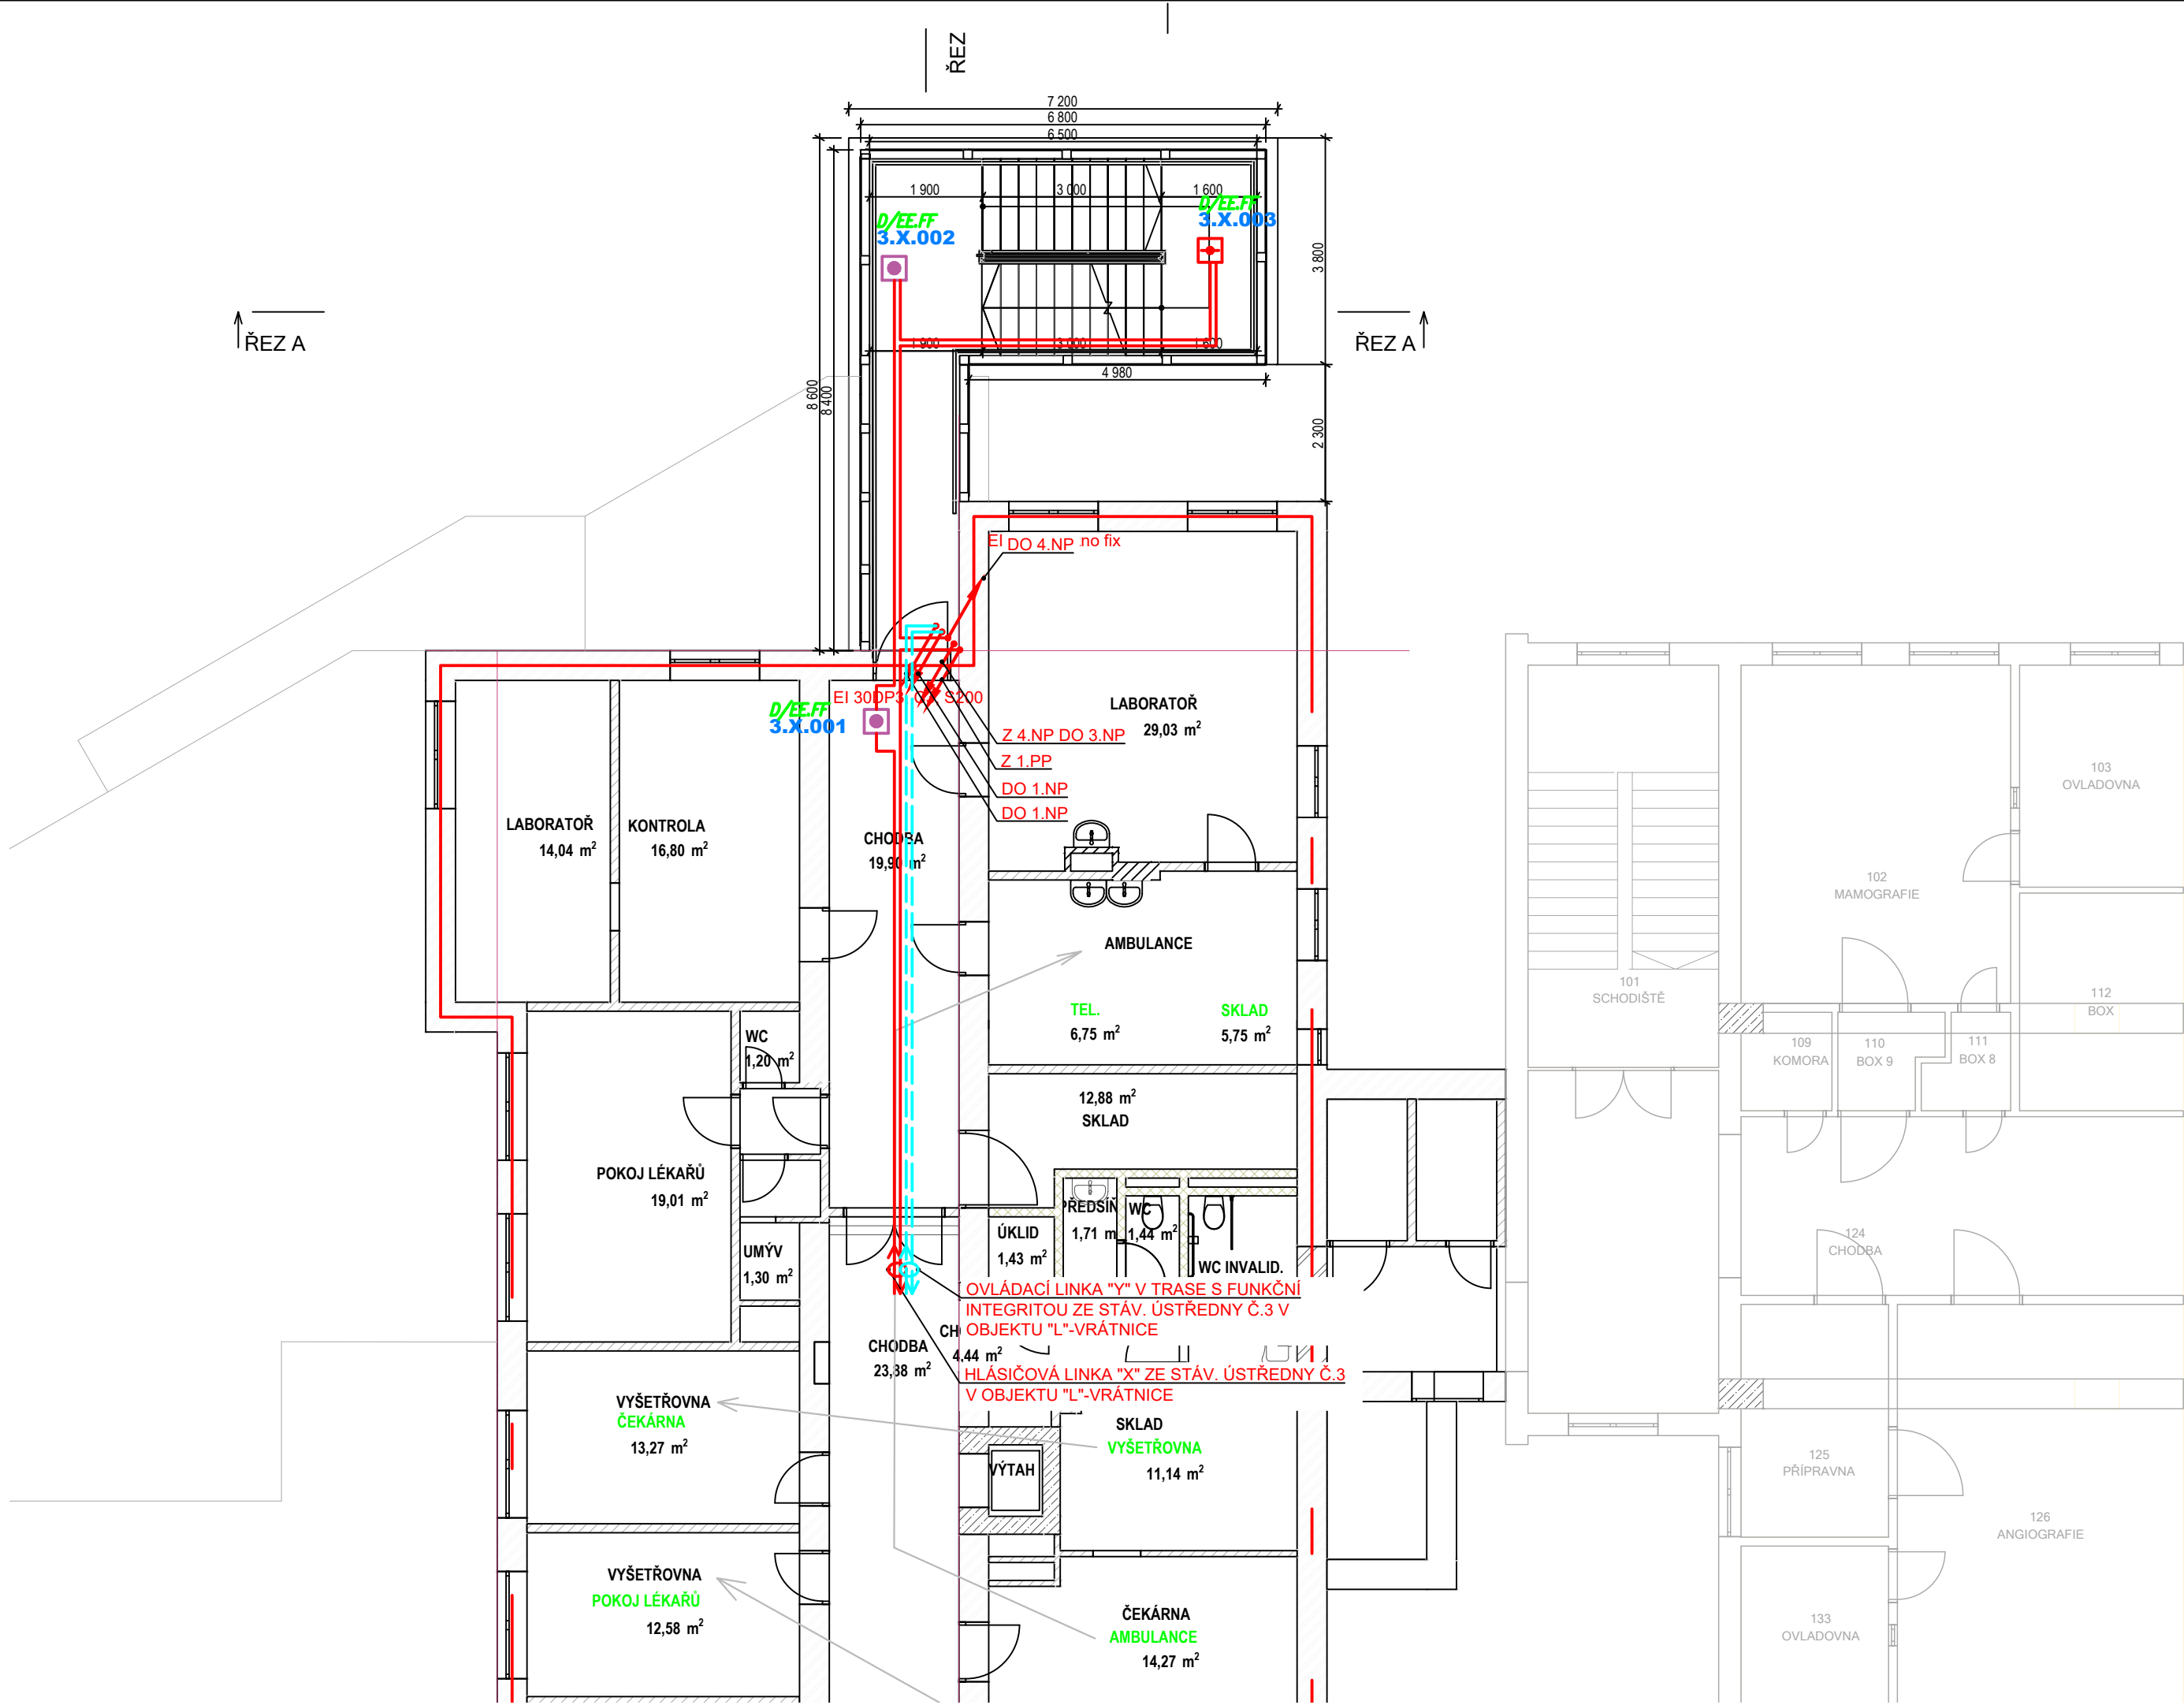 ŘEZ
7 200
6 800
6 500
1 900
3 000
1 600
D/EE.FF
3.X.002
D/EE.FF
3.X.003
3 800
ŘEZ A
ŘEZ A
1 900
3 000
1 600
4 980
8 600
8 400
2 300
EI DO 4.NP no fix
EI 30DP3 S200
D/EE.FF
3.X.001
Z 4.NP DO 3.NP
Z 1.PP
DO 1.NP
DO 1.NP
LABORATOŘ
29,03 m²
LABORATOŘ
14,04 m²
KONTROLA
16,80 m²
CHODBA
19,90 m²
AMBULANCE
TEL.
6,75 m²
SKLAD
5,75 m²
12,88 m²
SKLAD
WC
1,20 m²
POKOJ LÉKAŘŮ
19,01 m²
UMÝV
1,30 m²
ÚKLID
1,43 m²
PŘEDSÍŇ
1,71 m
WC
1,44 m²
WC INVALID.
OVLÁDACÍ LINKA "Y" V TRASE S FUNKČNÍ
INTEGRITOU ZE STÁV. ÚSTŘEDNY Č.3 V
OBJEKTU "L"-VRÁTNICE
CHODBA
23,88 m²
CH
4,44 m²
HLÁSIČOVÁ LINKA "X" ZE STÁV. ÚSTŘEDNY Č.3
V OBJEKTU "L"-VRÁTNICE
VYŠETŘOVNA
ČEKÁRNA
13,27 m²
SKLAD
VYŠETŘOVNA
11,14 m²
VÝTAH
VYŠETŘOVNA
POKOJ LÉKAŘŮ
12,58 m²
ČEKÁRNA
AMBULANCE
14,27 m²
103
OVLADOVNA
102
MAMOGRAFIE
101
SCHODIŠTĚ
112
BOX
109
KOMORA
110
BOX 9
111
BOX 8
124
CHODBA
125
PŘÍPRAVNA
126
ANGIOGRAFIE
133
OVLADOVNA